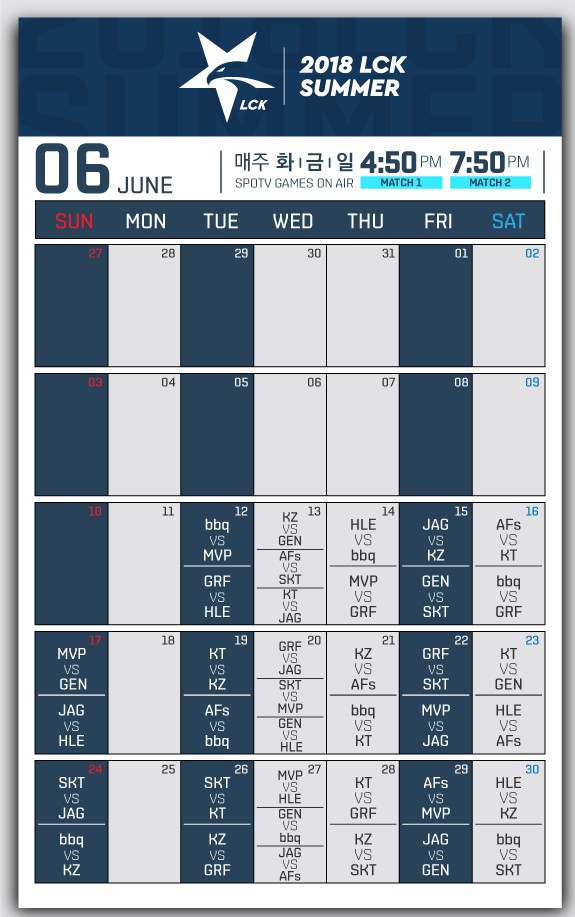 LCK
2018 LCK
SUMMER
06 JUNE
매주 화 금 일
SPOTV GAMES ON AIR
4:50 PM
MATCH 1
7:50 PM
MATCH 2
SUN MON TUE WED THU FRI SAT
27 28 29 30 31 01 02
03 04 05 06 07 08 09
10
11
12
bbq
VS
MVP
GRF
VS
HLE
13
KZ
VS
GEN
AFs
VS
SKT
KT
VS
JAG
14
HLE
VS
bbq
MVP
VS
GRF
15
JAG
VS
KZ
GEN
VS
SKT
16
AFs
VS
KT
bbq
VS
GRF
17
MVP
VS
GEN
JAG
VS
HLE
18
19
KT
VS
KZ
AFs
VS
bbq
20
GRF
VS
JAG
SKT
VS
MVP
GEN
VS
HLE
21
KZ
VS
AFs
bbq
VS
KT
22
GRF
VS
SKT
MVP
VS
JAG
23
KT
VS
GEN
HLE
VS
AFs
24
SKT
VS
JAG
bbq
VS
KZ
25
26
SKT
VS
KT
KZ
VS
GRF
27
MVP
VS
HLE
GEN
VS
bbq
JAG
VS
AFs
28
KT
VS
GRF
KZ
VS
SKT
29
AFs
VS
MVP
JAG
VS
GEN
30
HLE
VS
KZ
bbq
VS
SKT